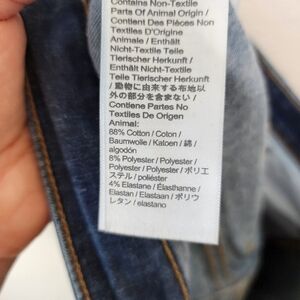 Contains Non-Textile
Parts Of Animal Origin /
Contient Des Pièces Non
Textiles D'Origine
Animale / Enthält
Nicht-Textile Teile
Tierischer Herkunft /
Enthält Nicht-Textile
Teile Tierischer Herkunft
/ 動物に由来する布地以
外の部分を含まない /
Contiene Partes No
Textiles De Origen
Animal:
88% Cotton / Coton /
Baumwolle / Katoen / 綿 /
algodón
8% Polyester / Polyester /
Polyester / Polyester / ポリエ
ステル / poliéster
4% Elastane / Élasthanne /
Elastan / Elastaan / ポリウ
レタン / elastano